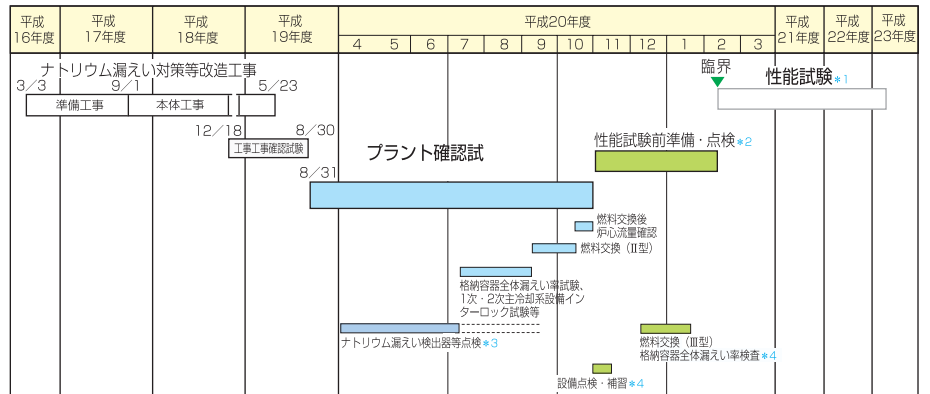 平成
16年度
平成
17年度
平成
18年度
平成
19年度
平成20年度
平成
21年度
平成
22年度
平成
23年度
4 5 6 7 8 9 10 11 12 1 2 3
ナトリウム漏えい対策等改造工事
3/3 9/1 5/23
準備工事 本体工事
12/18 8/30
工事工事確認試験
8/31
プラント確認試
臨界
性能試験*1
性能試験前準備・点検*2
燃料交換後
炉心流量確認
燃料交換(Ⅱ型)
格納容器全体漏えい率試験、
1次・2次主冷却系設備イン
ターロック試験等
ナトリウム漏えい検出器等点検*3
燃料交換(Ⅲ型)
格納容器全体漏えい率検査*4
設備点検・補習*4